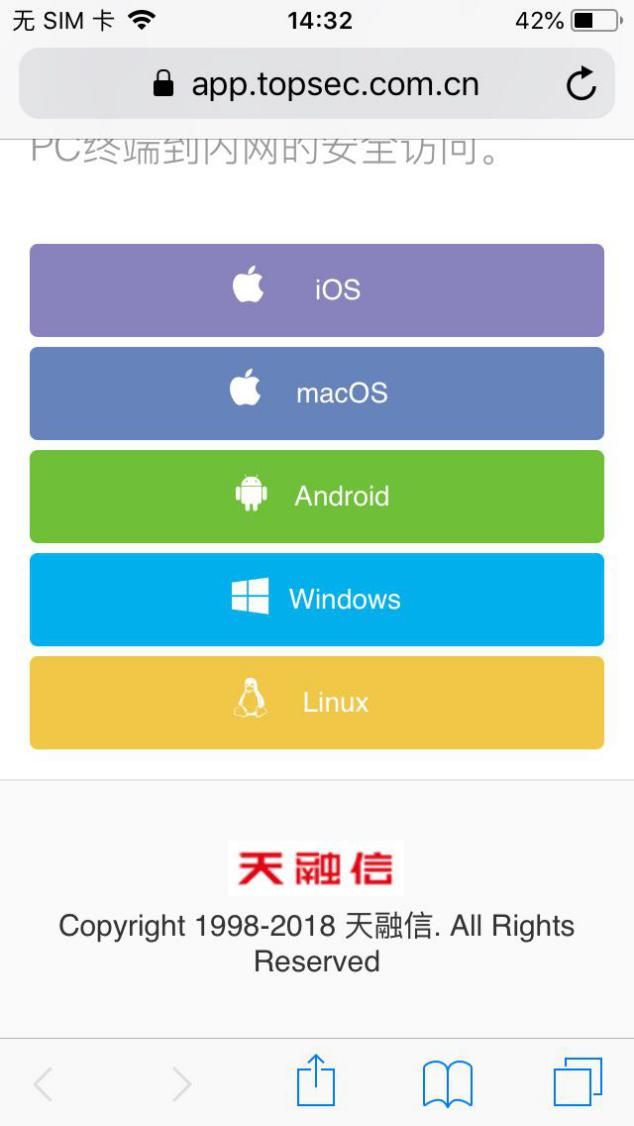 无 SIM 卡
14:32
42%
app.topsec.com.cn
PC终端到内网的安全访问。
iOS
macOS
Android
Windows
Linux
天融信
Copyright 1998-2018 天融信. All Rights
Reserved